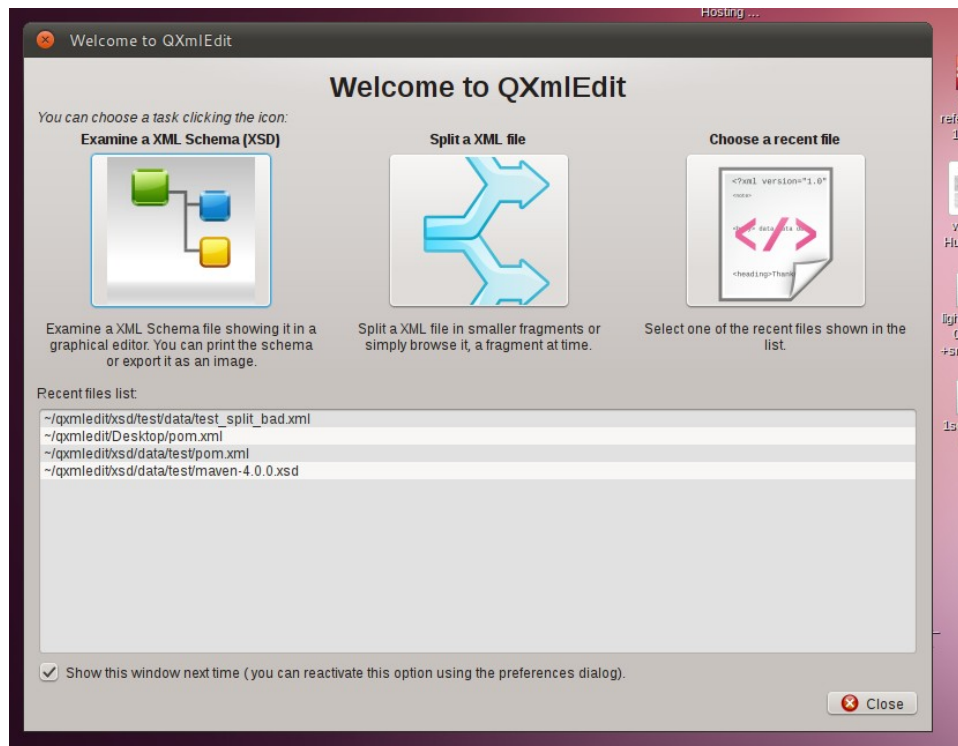 Hosting ...
Welcome to QXmlEdit
Welcome to QXmlEdit
You can choose a task clicking the icon:
Examine a XML Schema (XSD)
Split a XML file
Choose a recent file
<?xml version="1.0"
<note>
data data
<heading>Thank
Examine a XML Schema file showing it in a
graphical editor. You can print the schema
or export it as an image.
Split a XML file in smaller fragments or
simply browse it, a fragment at time.
Select one of the recent files shown in the
list.
Recent files list:
~/qxmledit/xsd/test/data/test_split_bad.xml
~/qxmledit/Desktop/pom.xml
~/qxmledit/xsd/data/test/pom.xml
~/qxmledit/xsd/data/test/maven-4.0.0.xsd
Show this window next time ( you can reactivate this option using the preferences dialog).
Close